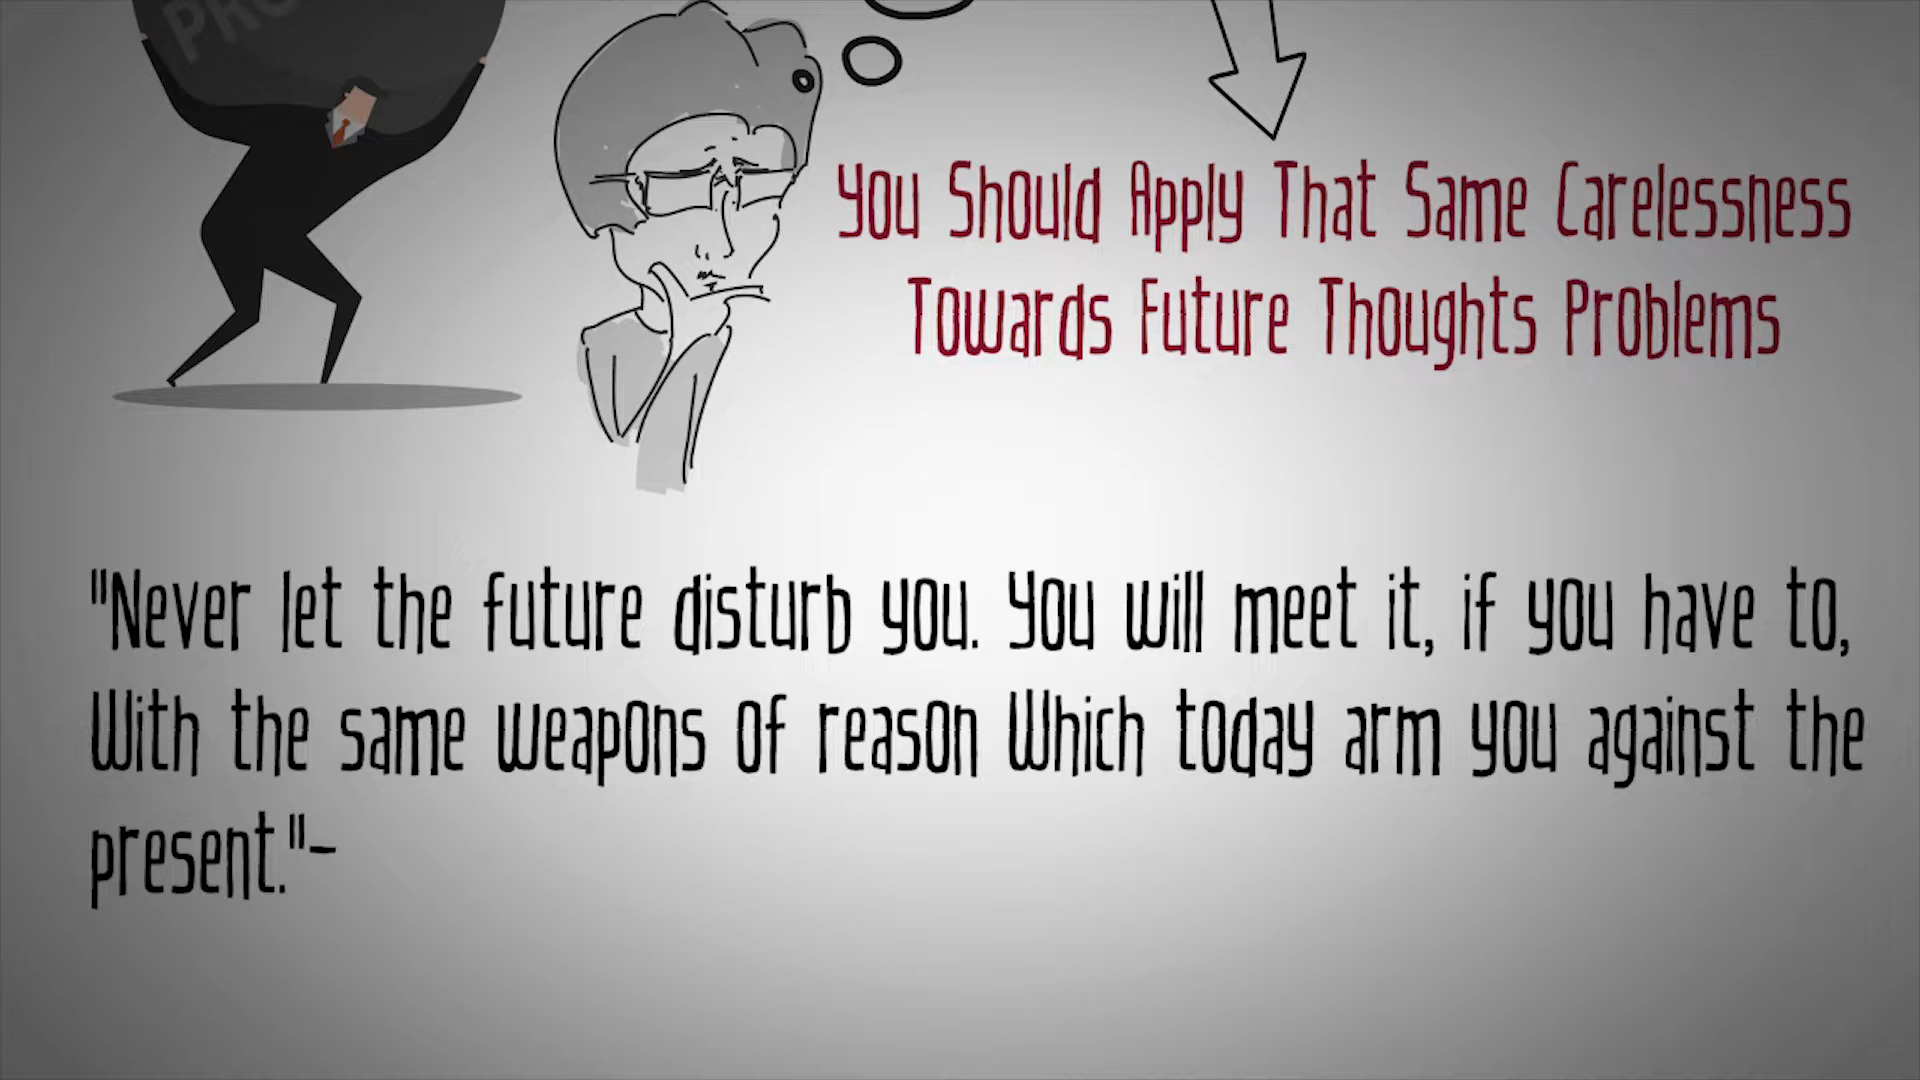 You Should Apply That Same Carelessness
Towards Future Thoughts Problems
"Never let the future disturb you. You will meet it, if you have to,
With the same weapons of reason Which today arm you against the
present."-